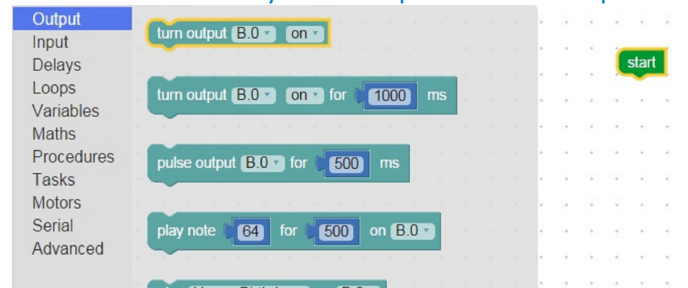 Output
Input
Delays
Loops
Variables
Maths
Procedures
Tasks
Motors
Serial
Advanced
turn output B.0 on
turn output B.0 on for 1000 ms
pulse output B.0 for 500 ms
play note 64 for 500 on B.0
start